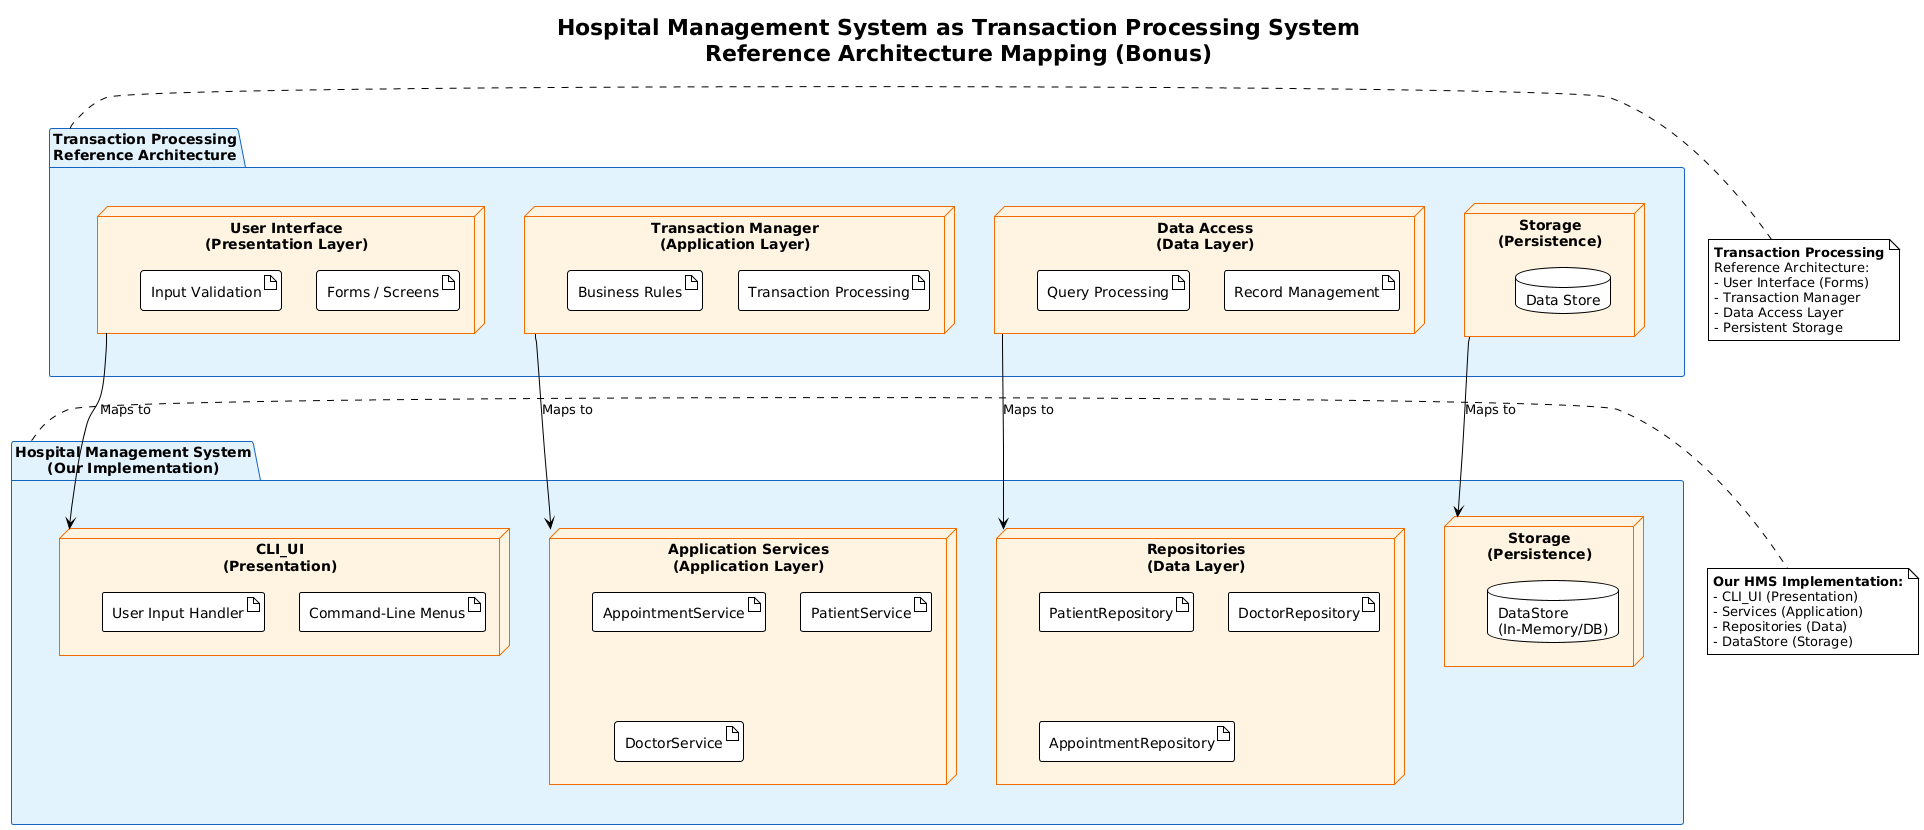 Hospital Management System as Transaction Processing System
Reference Architecture Mapping (Bonus)
Transaction Processing
Reference Architecture
User Interface
(Presentation Layer)
Input Validation
Forms / Screens
Transaction Manager
(Application Layer)
Business Rules
Transaction Processing
Data Access
(Data Layer)
Query Processing
Record Management
Storage
(Persistence)
Data Store
Transaction Processing
Reference Architecture:
- User Interface (Forms)
- Transaction Manager
- Data Access Layer
- Persistent Storage
Maps to
Maps to
Maps to
Maps to
Hospital Management System
(Our Implementation)
CLI_UI
(Presentation)
User Input Handler
Command-Line Menus
Application Services
(Application Layer)
AppointmentService
PatientService
DoctorService
Repositories
(Data Layer)
PatientRepository
DoctorRepository
AppointmentRepository
Storage
(Persistence)
DataStore
(In-Memory/DB)
Our HMS Implementation:
- CLI_UI (Presentation)
- Services (Application)
- Repositories (Data)
- DataStore (Storage)